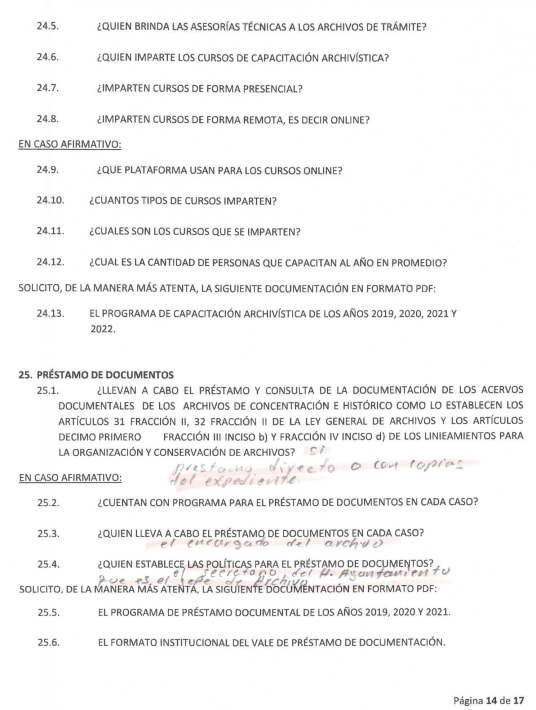 24.5. ¿QUIEN BRINDA LAS ASESORÍAS TÉCNICAS A LOS ARCHIVOS DE TRÁMITE?
24.6. ¿QUIEN IMPARTE LOS CURSOS DE CAPACITACIÓN ARCHIVÍSTICA?
24.7. ¿IMPARTEN CURSOS DE FORMA PRESENCIAL?
24.8. ¿IMPARTEN CURSOS DE FORMA REMOTA, ES DECIR ONLINE?
EN CASO AFIRMATIVO:
24.9. ¿QUE PLATAFORMA USAN PARA LOS CURSOS ONLINE?
24.10. ¿CUANTOS TIPOS DE CURSOS IMPARTEN?
24.11. ¿CUALES SON LOS CURSOS QUE SE IMPARTEN?
24.12. ¿CUAL ES LA CANTIDAD DE PERSONAS QUE CAPACITAN AL AÑO EN PROMEDIO?
SOLICITO, DE LA MANERA MÁS ATENTA, LA SIGUIENTE DOCUMENTACIÓN EN FORMATO PDF:
24.13. EL PROGRAMA DE CAPACITACIÓN ARCHIVÍSTICA DE LOS AÑOS 2019, 2020, 2021 Y
2022.
25. PRÉSTAMO DE DOCUMENTOS
25.1. ¿LLEVAN A CABO EL PRÉSTAMO Y CONSULTA DE LA DOCUMENTACIÓN DE LOS ACERVOS
DOCUMENTALES DE LOS ARCHIVOS DE CONCENTRACIÓN E HISTÓRICO COMO LO ESTABLECEN LOS
ARTÍCULOS 31 FRACCIÓN II, 32 FRACCIÓN II DE LA LEY GENERAL DE ARCHIVOS Y LOS ARTÍCULOS
DECIMO PRIMERO FRACCIÓN III INCISO b) Y FRACCIÓN IV INCISO d) DE LOS LINIEAMIENTOS PARA
LA ORGANIZACIÓN Y CONSERVACIÓN DE ARCHIVOS? si
prestamo directo o con copias
del expediente
EN CASO AFIRMATIVO:
25.2. ¿CUENTAN CON PROGRAMA PARA EL PRÉSTAMO DE DOCUMENTOS EN CADA CASO?
25.3. ¿QUIEN LLEVA A CABO EL PRÉSTAMO DE DOCUMENTOS EN CADA CASO?
el encargado del archivo
25.4. ¿QUIEN ESTABLECE LAS POLÍTICAS PARA EL PRÉSTAMO DE DOCUMENTOS?
el secretario del H. Ayuntamiento
que es el jefe de Archivo
SOLICITO, DE LA MANERA MÁS ATENTA, LA SIGUIENTE DOCUMENTACIÓN EN FORMATO PDF:
25.5. EL PROGRAMA DE PRÉSTAMO DOCUMENTAL DE LOS AÑOS 2019, 2020 Y 2021.
25.6. EL FORMATO INSTITUCIONAL DEL VALE DE PRÉSTAMO DE DOCUMENTACIÓN.
Página 14 de 17